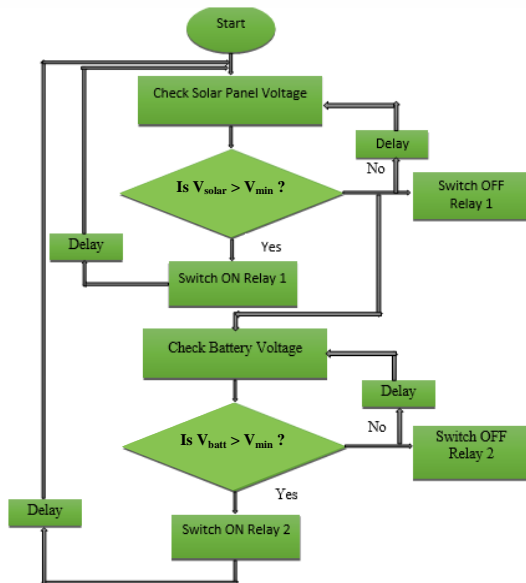 Start
Check Solar Panel Voltage
Delay
No
Is Vsolar > Vmin ?
Switch OFF
Relay 1
Yes
Delay
Switch ON Relay 1
Check Battery Voltage
Delay
No
Is Vbatt > Vmin ?
Switch OFF
Relay 2
Yes
Delay
Switch ON Relay 2